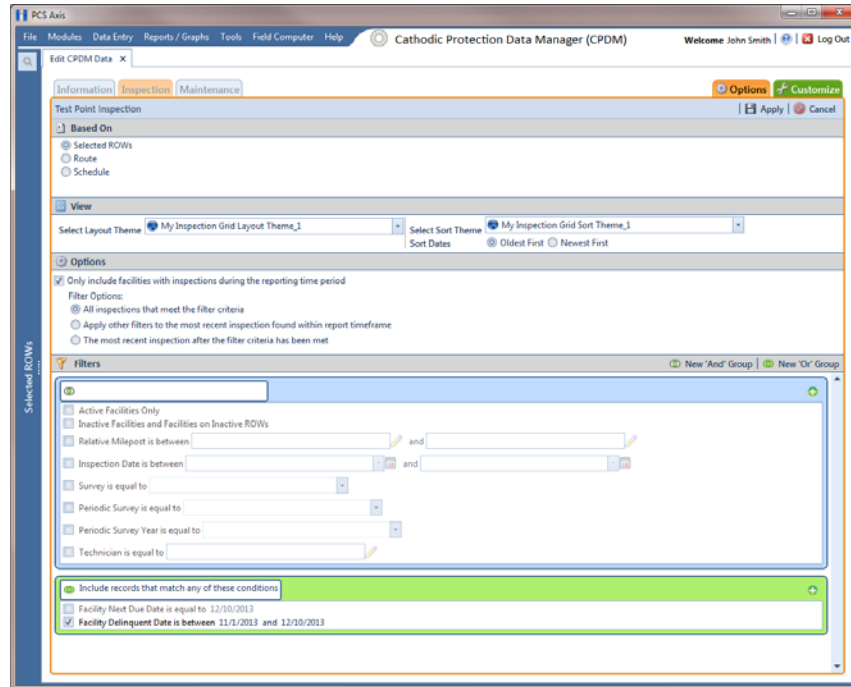 PCS Axis
File Modules Data Entry Reports / Graphs Tools Field Computer Help Cathodic Protection Data Manager (CPDM) Welcome John Smith Log Out
Edit CPDM Data x
Information Inspection Maintenance Options Customize
Test Point Inspection Apply Cancel
Based On
Selected ROWs
Route
Schedule
View
Select Layout Theme My Inspection Grid Layout Theme_1 Select Sort Theme My Inspection Grid Sort Theme_1
Sort Dates Oldest First Newest First
Options
Only include facilities with inspections during the reporting time period
Filter Options:
All inspections that meet the filter criteria
Apply other filters to the most recent inspection found within report timeframe
The most recent inspection after the filter criteria has been met
Selected ROWs
Filters New 'And' Group New 'Or' Group
Active Facilities Only
Inactive Facilities and Facilities on Inactive ROWs
Relative Milepost is between and
Inspection Date is between and
Survey is equal to
Periodic Survey is equal to
Periodic Survey Year is equal to
Technician is equal to
Include records that match any of these conditions
Facility Next Due Date is equal to 12/10/2013
Facility Delinquent Date is between 11/1/2013 and 12/10/2013